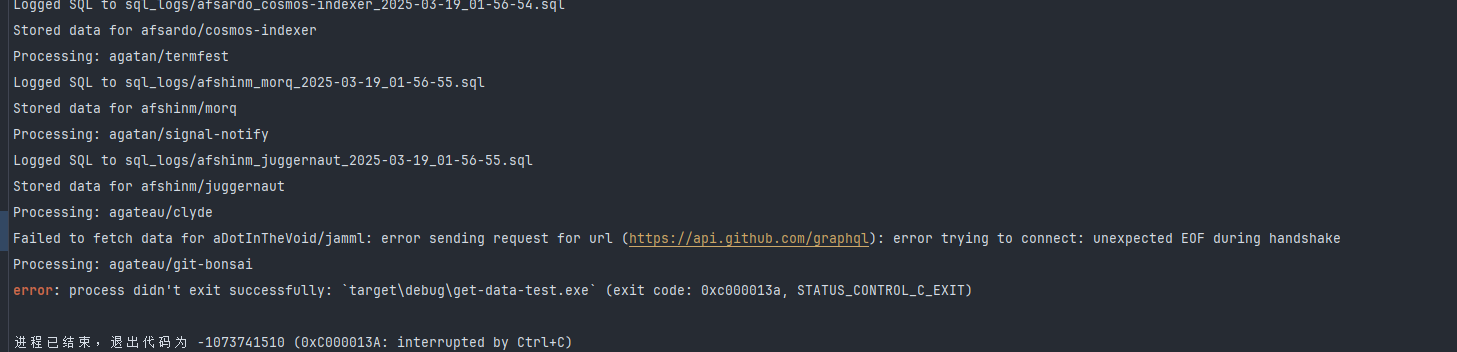 Logged SQL to sql_logs/afsardo_cosmos-indexer_2025-03-19_01-56-54.sql
Stored data for afsardo/cosmos-indexer
Processing: agatan/termfest
Logged SQL to sql_logs/afshinm_morq_2025-03-19_01-56-55.sql
Stored data for afshinm/morq
Processing: agatan/signal-notify
Logged SQL to sql_logs/afshinm_juggernaut_2025-03-19_01-56-55.sql
Stored data for afshinm/juggernaut
Processing: agateau/clyde
Failed to fetch data for aDotInTheVoid/jamml: error sending request for url (https://api.github.com/graphql): error trying to connect: unexpected EOF during handshake
Processing: agateau/git-bonsai
error: process didn't exit successfully: `target\debug\get-data-test.exe` (exit code: 0xc000013a, STATUS_CONTROL_C_EXIT)
进程已结束，退出代码为 -1073741510 (0xC000013A: interrupted by Ctrl+C)